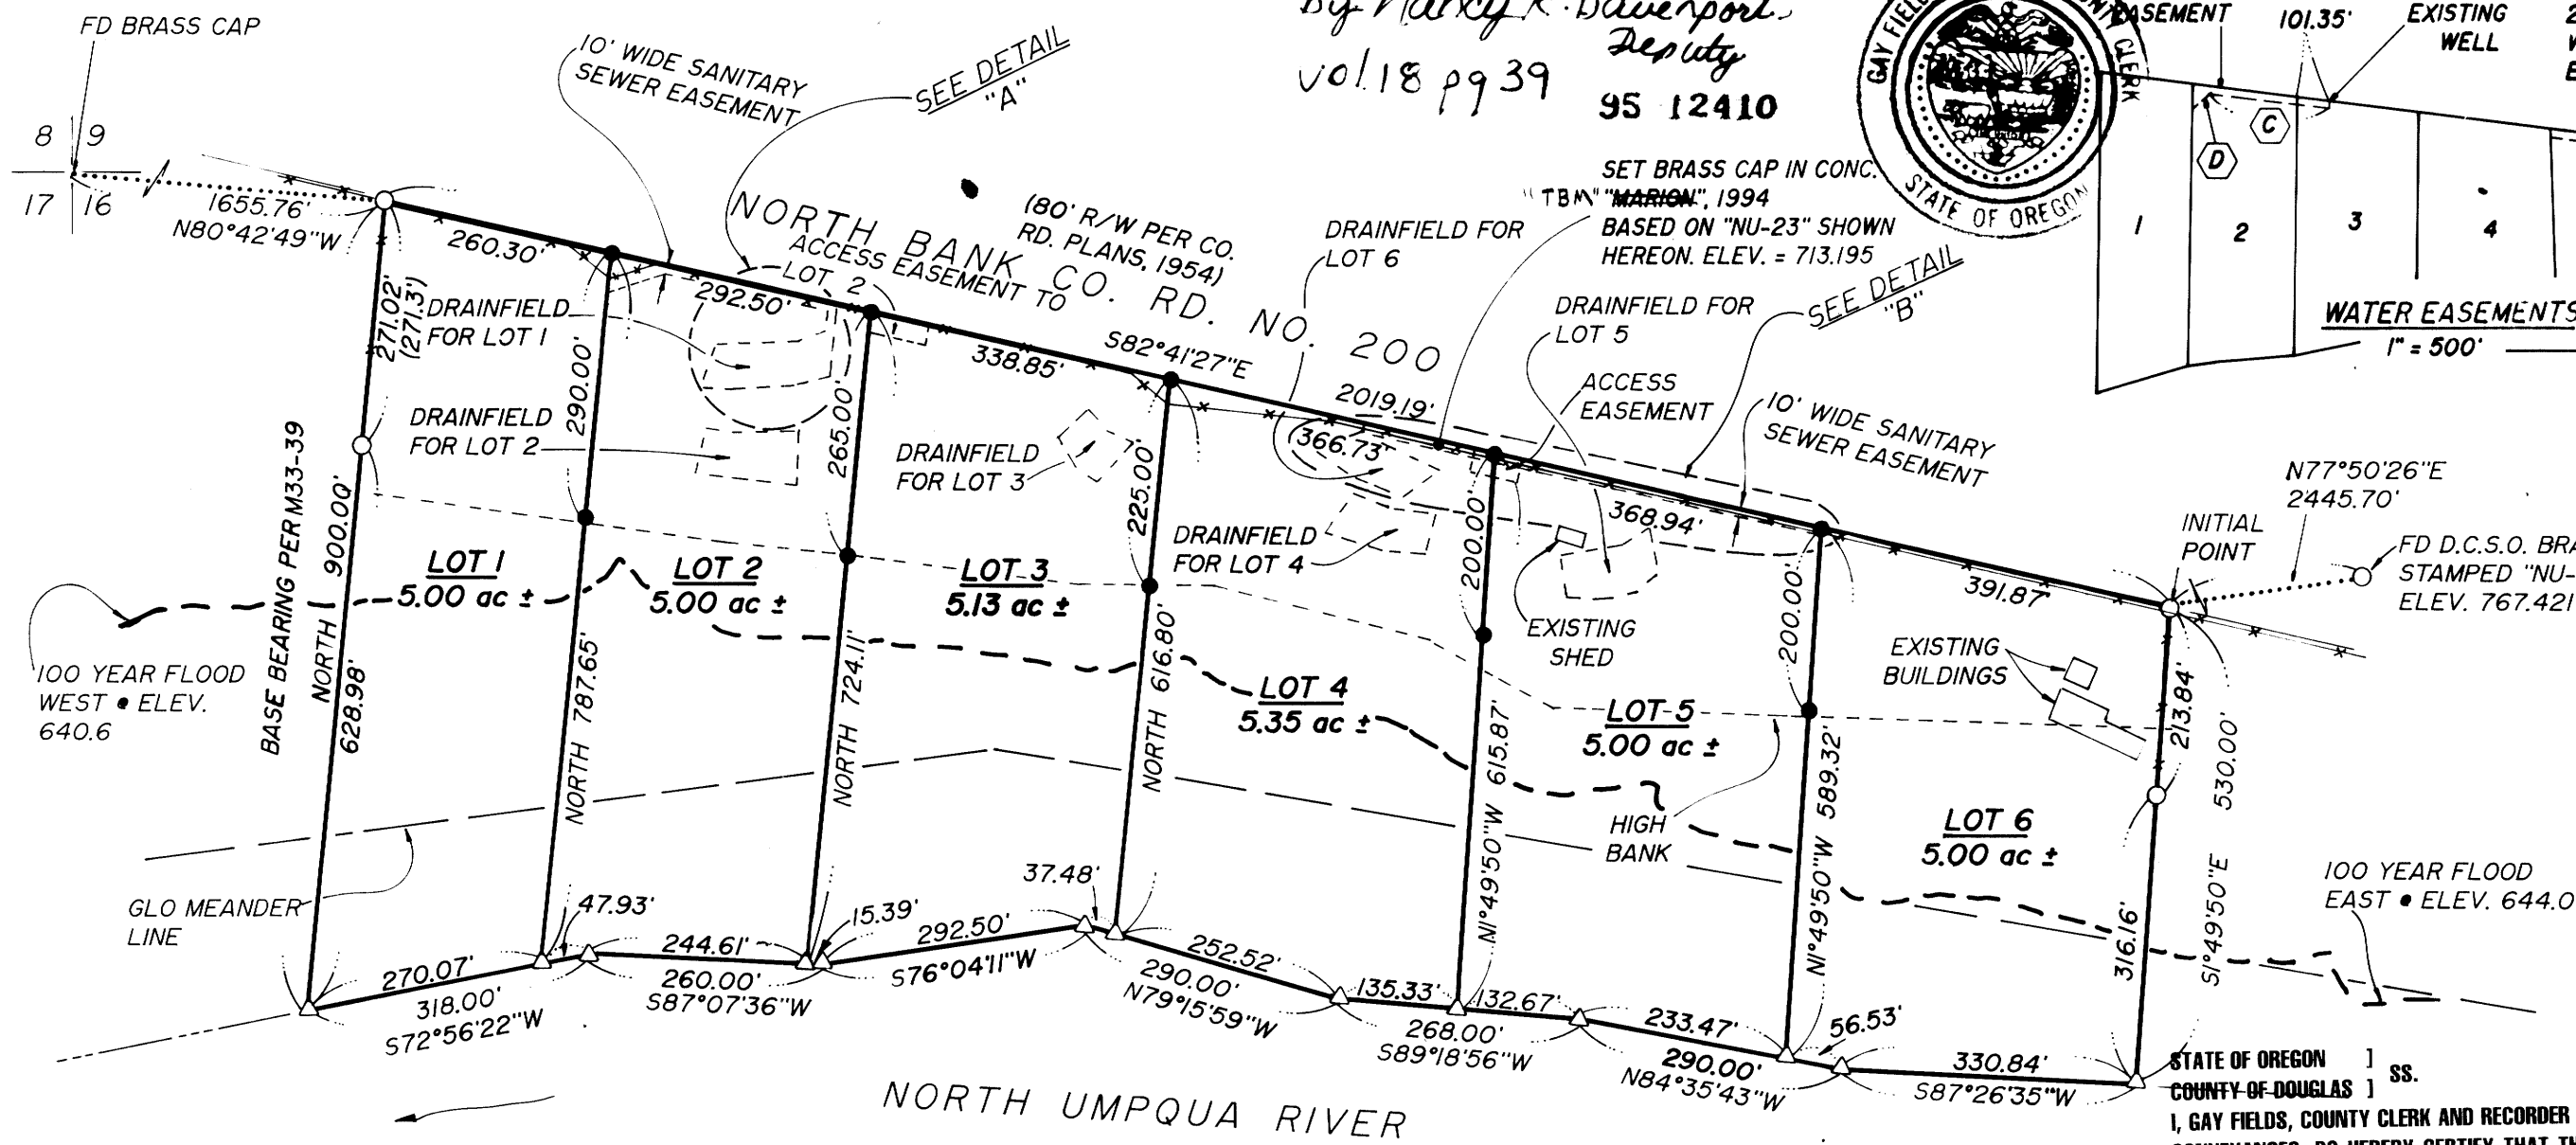 FD BRASS CAP
8 9
17 16
1655.76'
N80°42'49"W
10' WIDE SANITARY
SEWER EASEMENT
SEE DETAIL
"A"
By Nancy R. Davenport
Deputy
vol.18 pg 39
95 12410
GAY FIELDS
COUNTY CLERK
STATE OF OREGON
EASEMENT
101.35'
EXISTING
WELL
D
C
1
2
3
4
WATER EASEMENTS
1" = 500'
SET BRASS CAP IN CONC.
"TBM" "MARION", 1994
BASED ON "NU-23" SHOWN
HEREON. ELEV. = 713.195
NORTH BANK CO. RD. NO. 200
(80' R/W PER CO.
RD. PLANS, 1954)
ACCESS EASEMENT TO
LOT 2
DRAINFIELD FOR
LOT 6
DRAINFIELD FOR
LOT 5
SEE DETAIL
"B"
ACCESS
EASEMENT
10' WIDE SANITARY
SEWER EASEMENT
260.30'
292.50'
338.85'
S82°41'27"E
2019.19'
366.73'
368.94'
391.87'
271.02'
(271.3')
290.00'
265.00'
225.00'
200.00'
200.00'
213.84'
DRAINFIELD
FOR LOT 1
DRAINFIELD
FOR LOT 2
DRAINFIELD
FOR LOT 3
DRAINFIELD
FOR LOT 4
EXISTING
SHED
EXISTING
BUILDINGS
INITIAL
POINT
N77°50'26"E
2445.70'
FD D.C.S.O. BRA
STAMPED "NU-
ELEV. 767.421
BASE BEARING PER M33-39
NORTH 900.00'
628.98'
100 YEAR FLOOD
WEST • ELEV.
640.6
LOT 1
5.00 ac ±
LOT 2
5.00 ac ±
LOT 3
5.13 ac ±
LOT 4
5.35 ac ±
LOT 5
5.00 ac ±
LOT 6
5.00 ac ±
NORTH 787.65'
NORTH 724.11'
NORTH 616.80'
N1°49'50"W 615.87'
N1°49'50"W 589.32'
316.16'
S1°49'50"E 530.00'
HIGH
BANK
100 YEAR FLOOD
EAST • ELEV. 644.0
GLO MEANDER
LINE
270.07'
318.00'
S72°56'22"W
47.93'
244.61'
260.00'
S87°07'36"W
15.39'
292.50'
S76°04'11"W
37.48'
252.52'
290.00'
N79°15'59"W
135.33'
132.67'
268.00'
S89°18'56"W
233.47'
290.00'
N84°35'43"W
56.53'
330.84'
S87°26'35"W
NORTH UMPQUA RIVER
STATE OF OREGON ]
SS.
COUNTY OF DOUGLAS ]
I, GAY FIELDS, COUNTY CLERK AND RECORDER
CONVEYANCES, DO HEREBY CERTIFY THAT TH